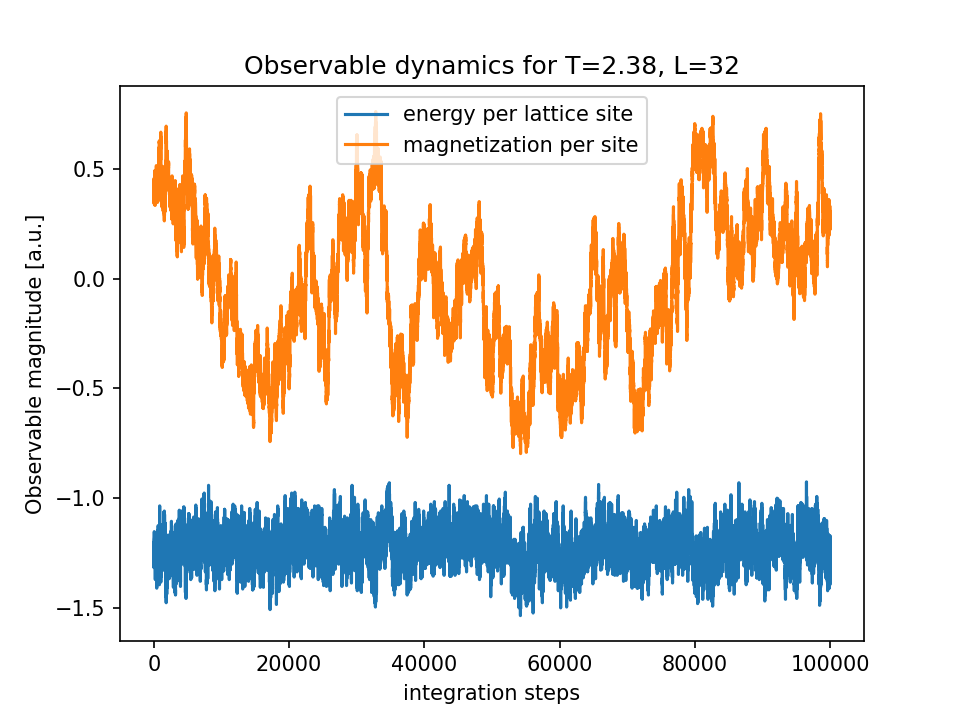 Observable dynamics for T=2.38, L=32
energy per lattice site
magnetization per site
Observable magnitude [a.u.]
0.5
0.0
−0.5
−1.0
−1.5
0 20000 40000 60000 80000 100000
integration steps